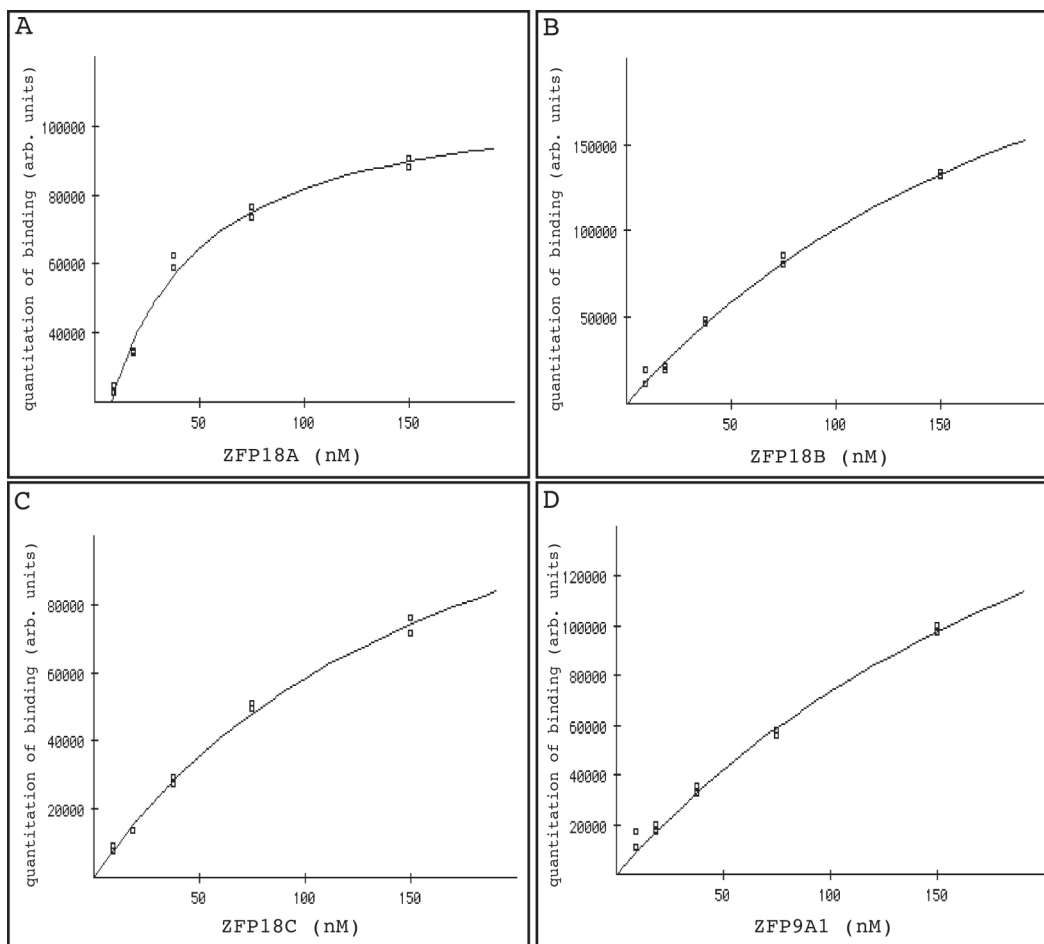 A
quantitation of binding (arb. units)
100000
80000
60000
40000
50
100
150
ZFP18A (nM)
B
quantitation of binding (arb. units)
150000
100000
50000
50
100
150
ZFP18B (nM)
C
quantitation of binding (arb. units)
80000
60000
40000
20000
50
100
150
ZFP18C (nM)
D
quantitation of binding (arb. units)
120000
100000
80000
60000
40000
20000
50
100
150
ZFP9A1 (nM)